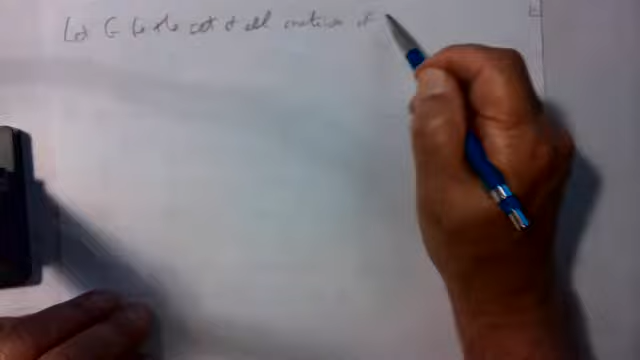 Let G be the set of all matrices of